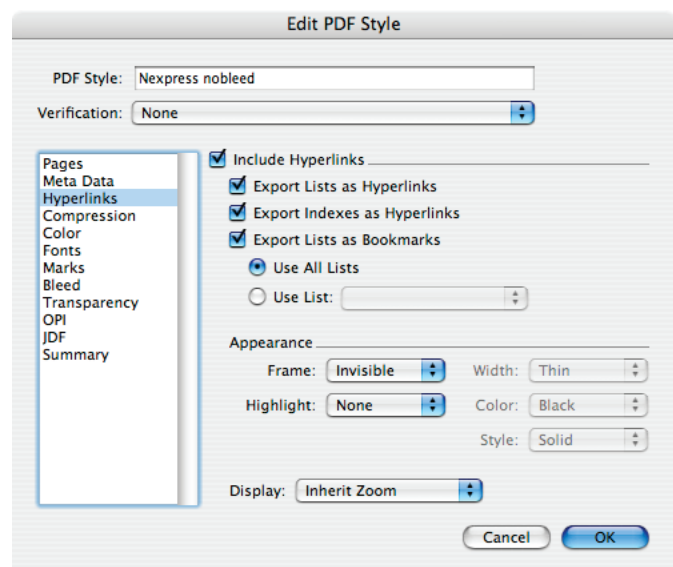 Edit PDF Style
PDF Style: Nexpress nobleed
Verification: None
Pages
Meta Data
Hyperlinks
Compression
Color
Fonts
Marks
Bleed
Transparency
OPI
JDF
Summary
Include Hyperlinks
Export Lists as Hyperlinks
Export Indexes as Hyperlinks
Export Lists as Bookmarks
Use All Lists
Use List:
Appearance
Frame: Invisible Width: Thin
Highlight: None Color: Black
Style: Solid
Display: Inherit Zoom
Cancel OK